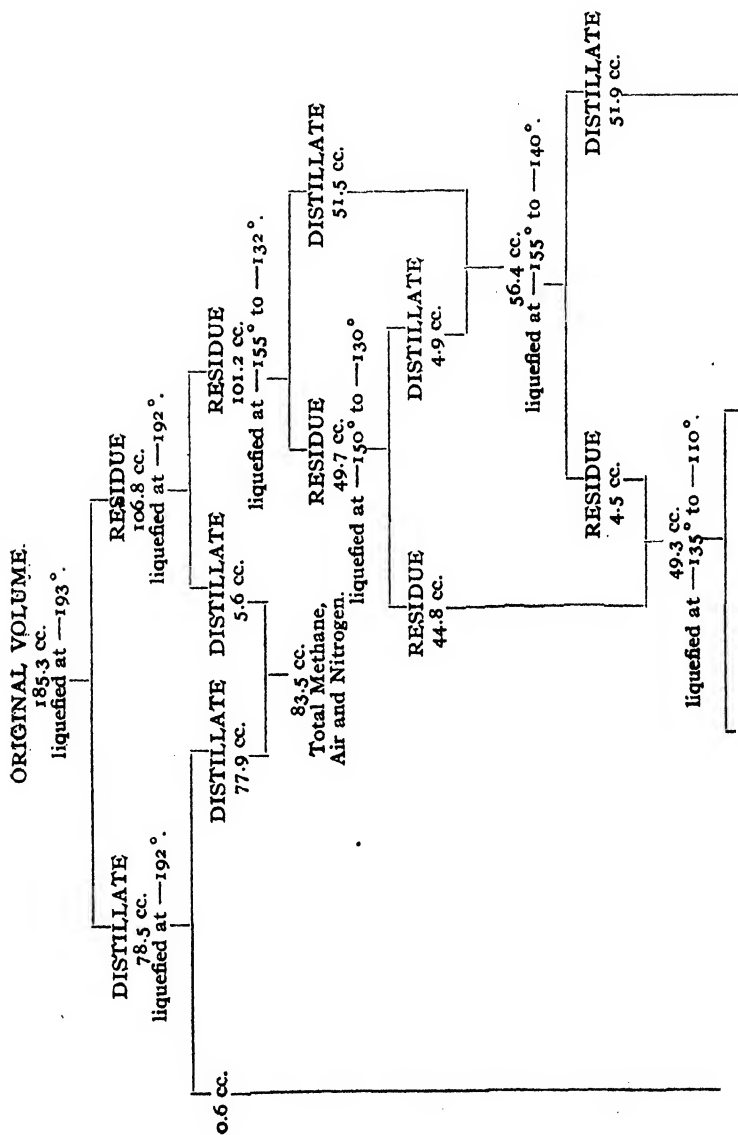 ORIGINAL VOLUME.
185.3 cc.
liquefied at —193°.
DISTILLATE
78.5 cc.
liquefied at —192°.
RESIDUE
106.8 cc.
liquefied at —192°.
0.6 cc.
DISTILLATE
77.9 cc.
DISTILLATE
5.6 cc.
RESIDUE
101.2 cc.
liquefied at —155° to —132°.
83.5 cc.
Total Methane,
Air and Nitrogen.
RESIDUE
49.7 cc.
liquefied at —150° to —130°
DISTILLATE
51.5 cc.
RESIDUE
44.8 cc.
DISTILLATE
4.9 cc.
56.4 cc.
liquefied at —155° to —140°.
RESIDUE
4.5 cc.
DISTILLATE
51.9 cc.
49.3 cc.
liquefied at —135° to —110°.